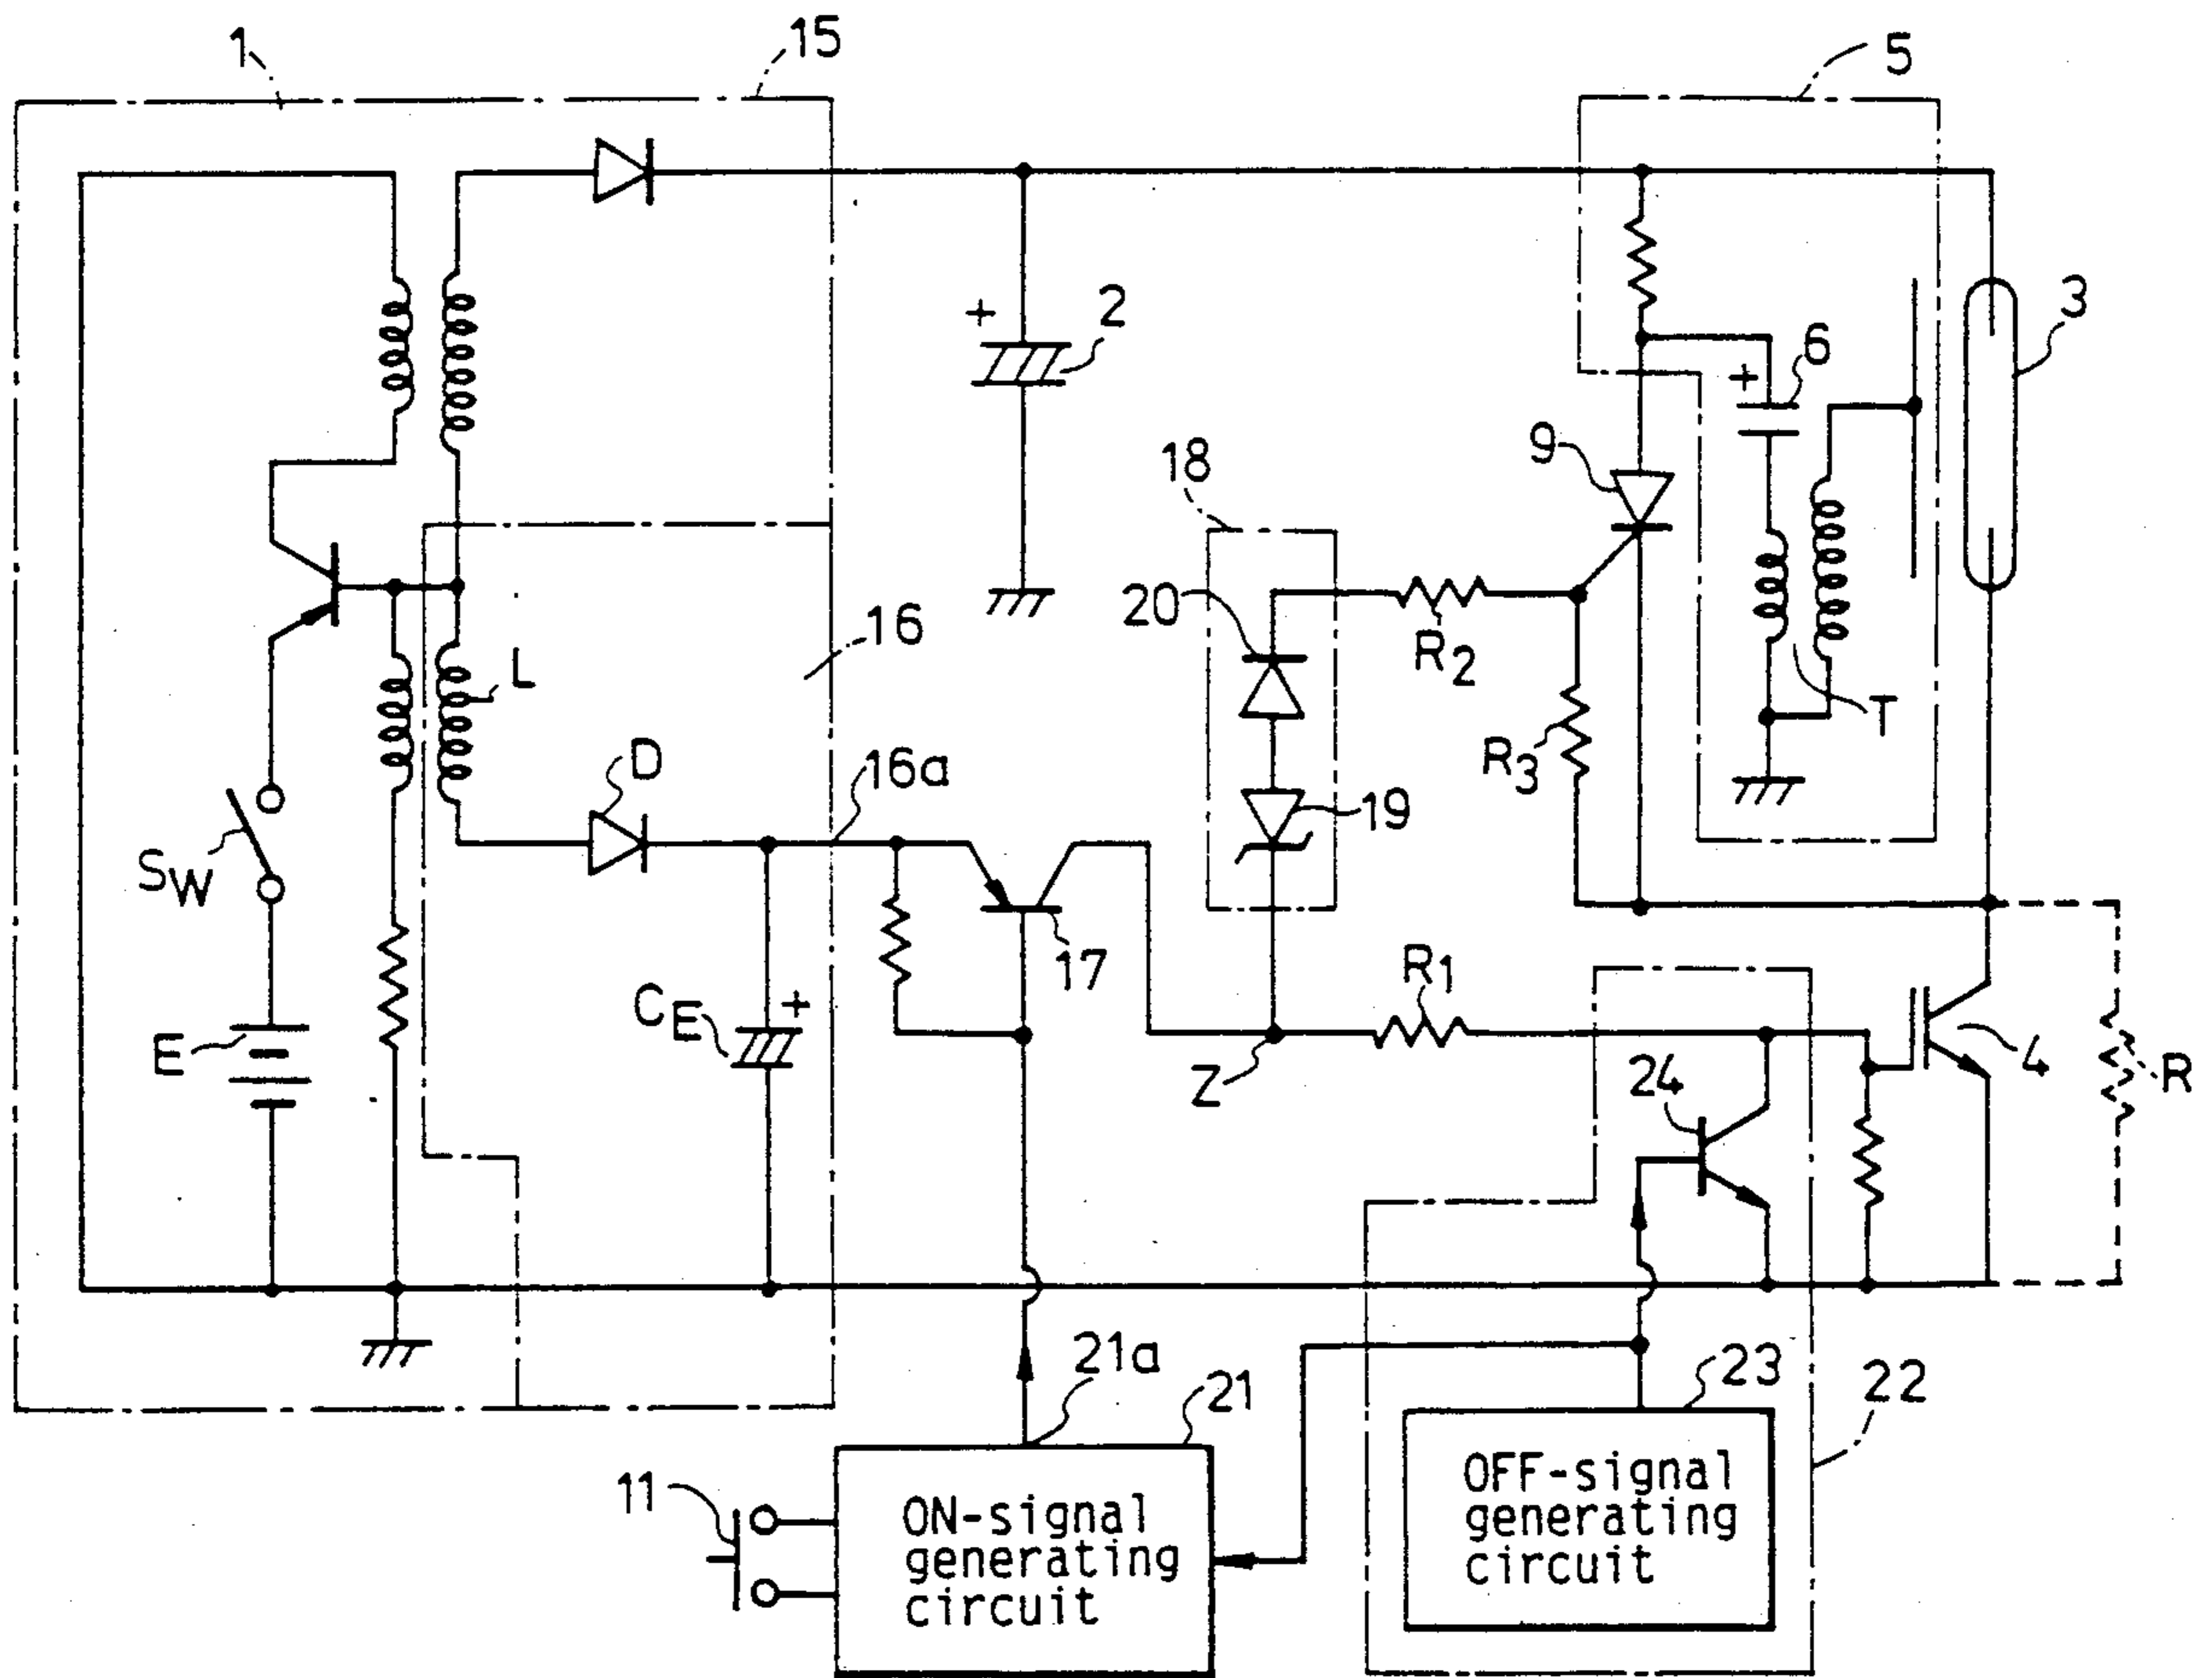 1
15
5
+
2
6
+
3
9
18
20
16
R2
L
T
R3
D
16a
19
SW
17
R1
CE
+
E
Z
4
R
24
21a
21
23
22
11
ON-signal
generating
circuit
OFF-signal
generating
circuit